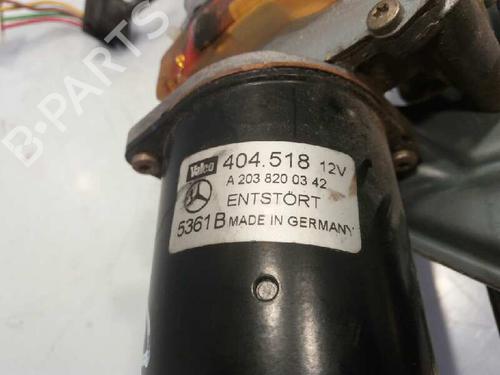 B-PARTS
Valeo 404.518 12V
A 203 820 03 42
ENTSTÖRT
5361B MADE IN GERMANY